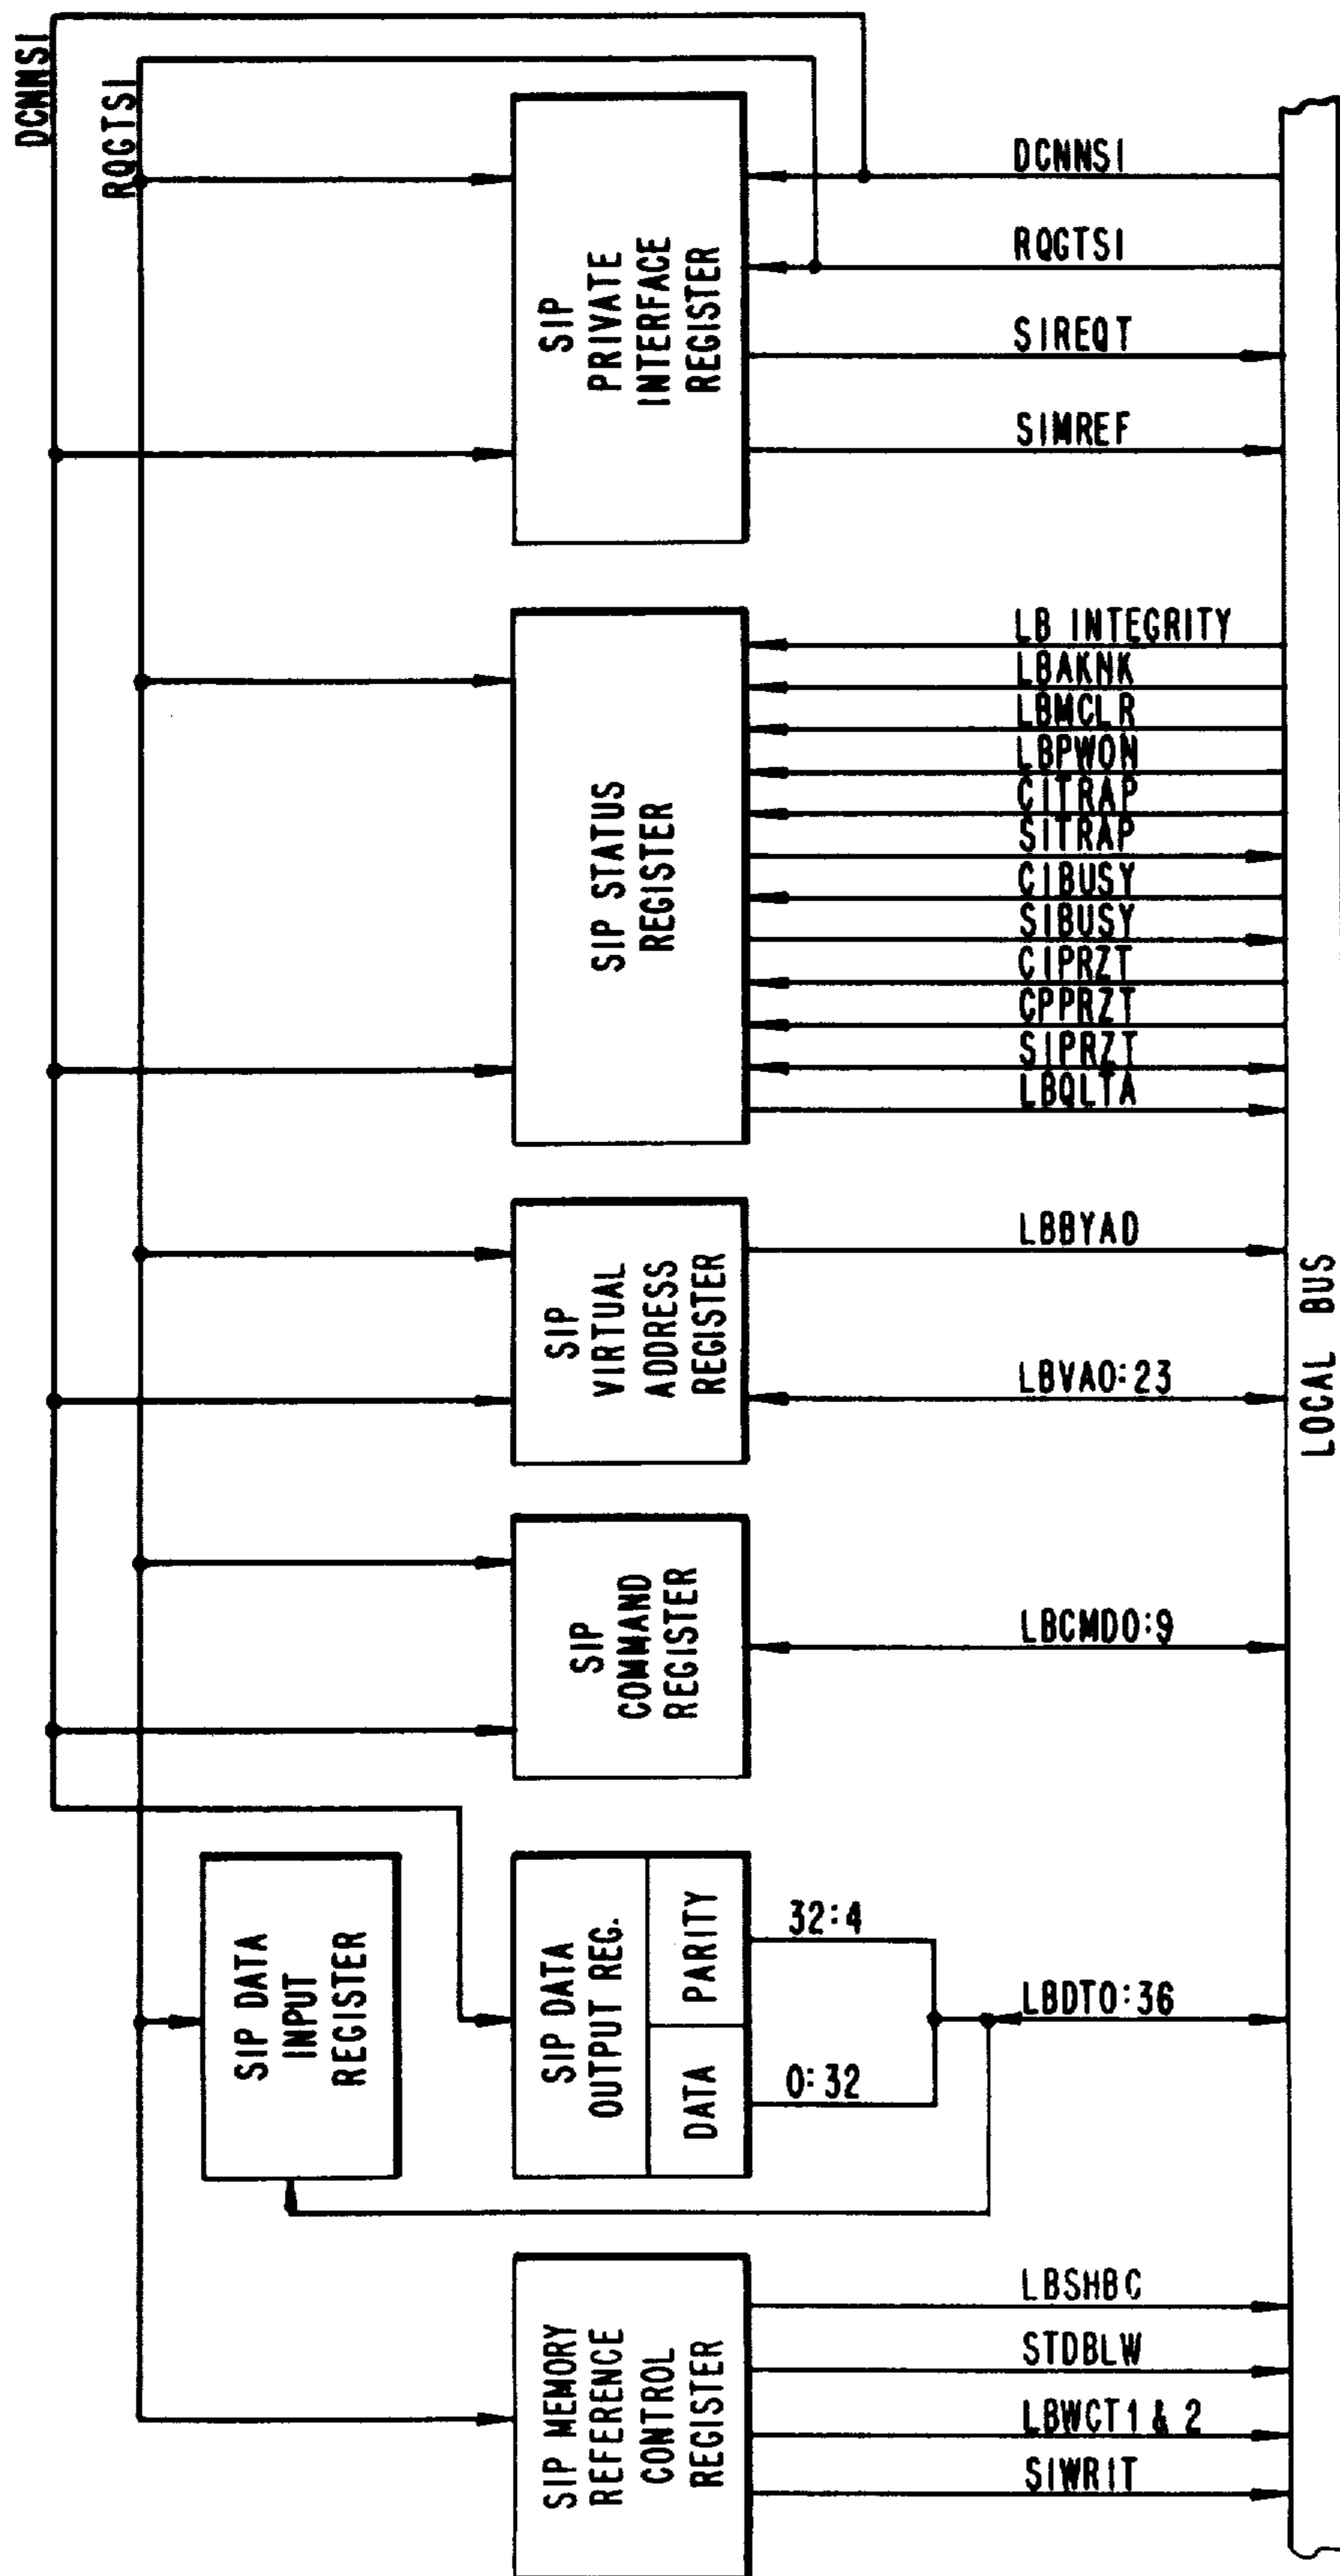 DCNNSI
RQGTSI
SIP
PRIVATE
INTERFACE
REGISTER
DCNNSI
RQGTSI
SIREQT
SIMREF
SIP STATUS
REGISTER
LB INTEGRITY
LBAKNK
LBMCLR
LBPWON
CITRAP
SITRAP
CIBUSY
SIBUSY
CIPRZT
CPPRZT
SIPRZT
LBQLTA
SIP
VIRTUAL
ADDRESS
REGISTER
LBBYAD
LBVA0:23
LOCAL BUS
SIP
COMMAND
REGISTER
LBCMD0:9
SIP DATA
INPUT
REGISTER
SIP DATA
OUTPUT REG.
DATA
PARITY
32:4
0:32
LBDT0:36
SIP MEMORY
REFERENCE
CONTROL
REGISTER
LBSHBC
STDBLW
LBWCT1 & 2
SIWRIT